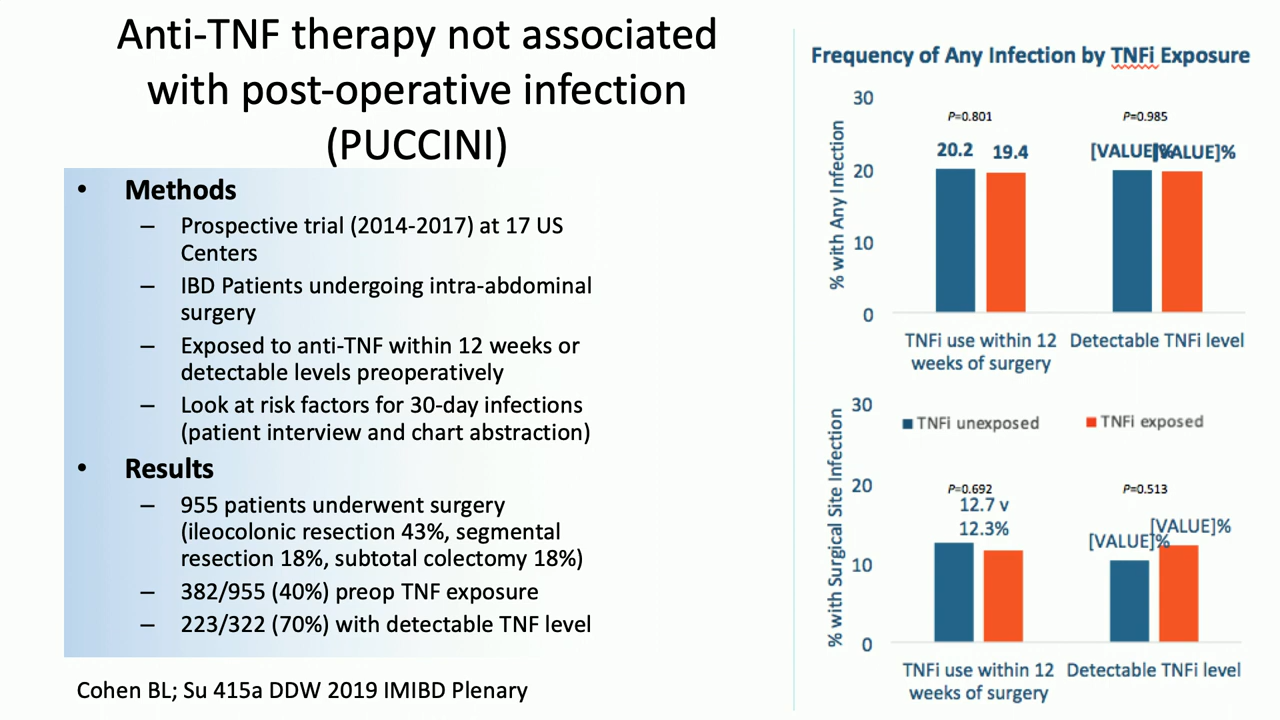 Anti-TNF therapy not associated
with post-operative infection
(PUCCINI)
• Methods
– Prospective trial (2014-2017) at 17 US
Centers
– IBD Patients undergoing intra-abdominal
surgery
– Exposed to anti-TNF within 12 weeks or
detectable levels preoperatively
– Look at risk factors for 30-day infections
(patient interview and chart abstraction)
• Results
– 955 patients underwent surgery
(ileocolonic resection 43%, segmental
resection 18%, subtotal colectomy 18%)
– 382/955 (40%) preop TNF exposure
– 223/322 (70%) with detectable TNF level
Cohen BL; Su 415a DDW 2019 IMIBD Plenary
Frequency of Any Infection by TNFi Exposure
% with Any Infection
30
20
10
0
P=0.801
P=0.985
20.2
19.4
[VALUE]%
[VALUE]%
TNFi use within 12
weeks of surgery
Detectable TNFi level
% with Surgical Site Infection
30
20
10
0
TNFi unexposed
TNFi exposed
P=0.692
P=0.513
12.7 v
12.3%
[VALUE]%
[VALUE]%
TNFi use within 12
weeks of surgery
Detectable TNFi level